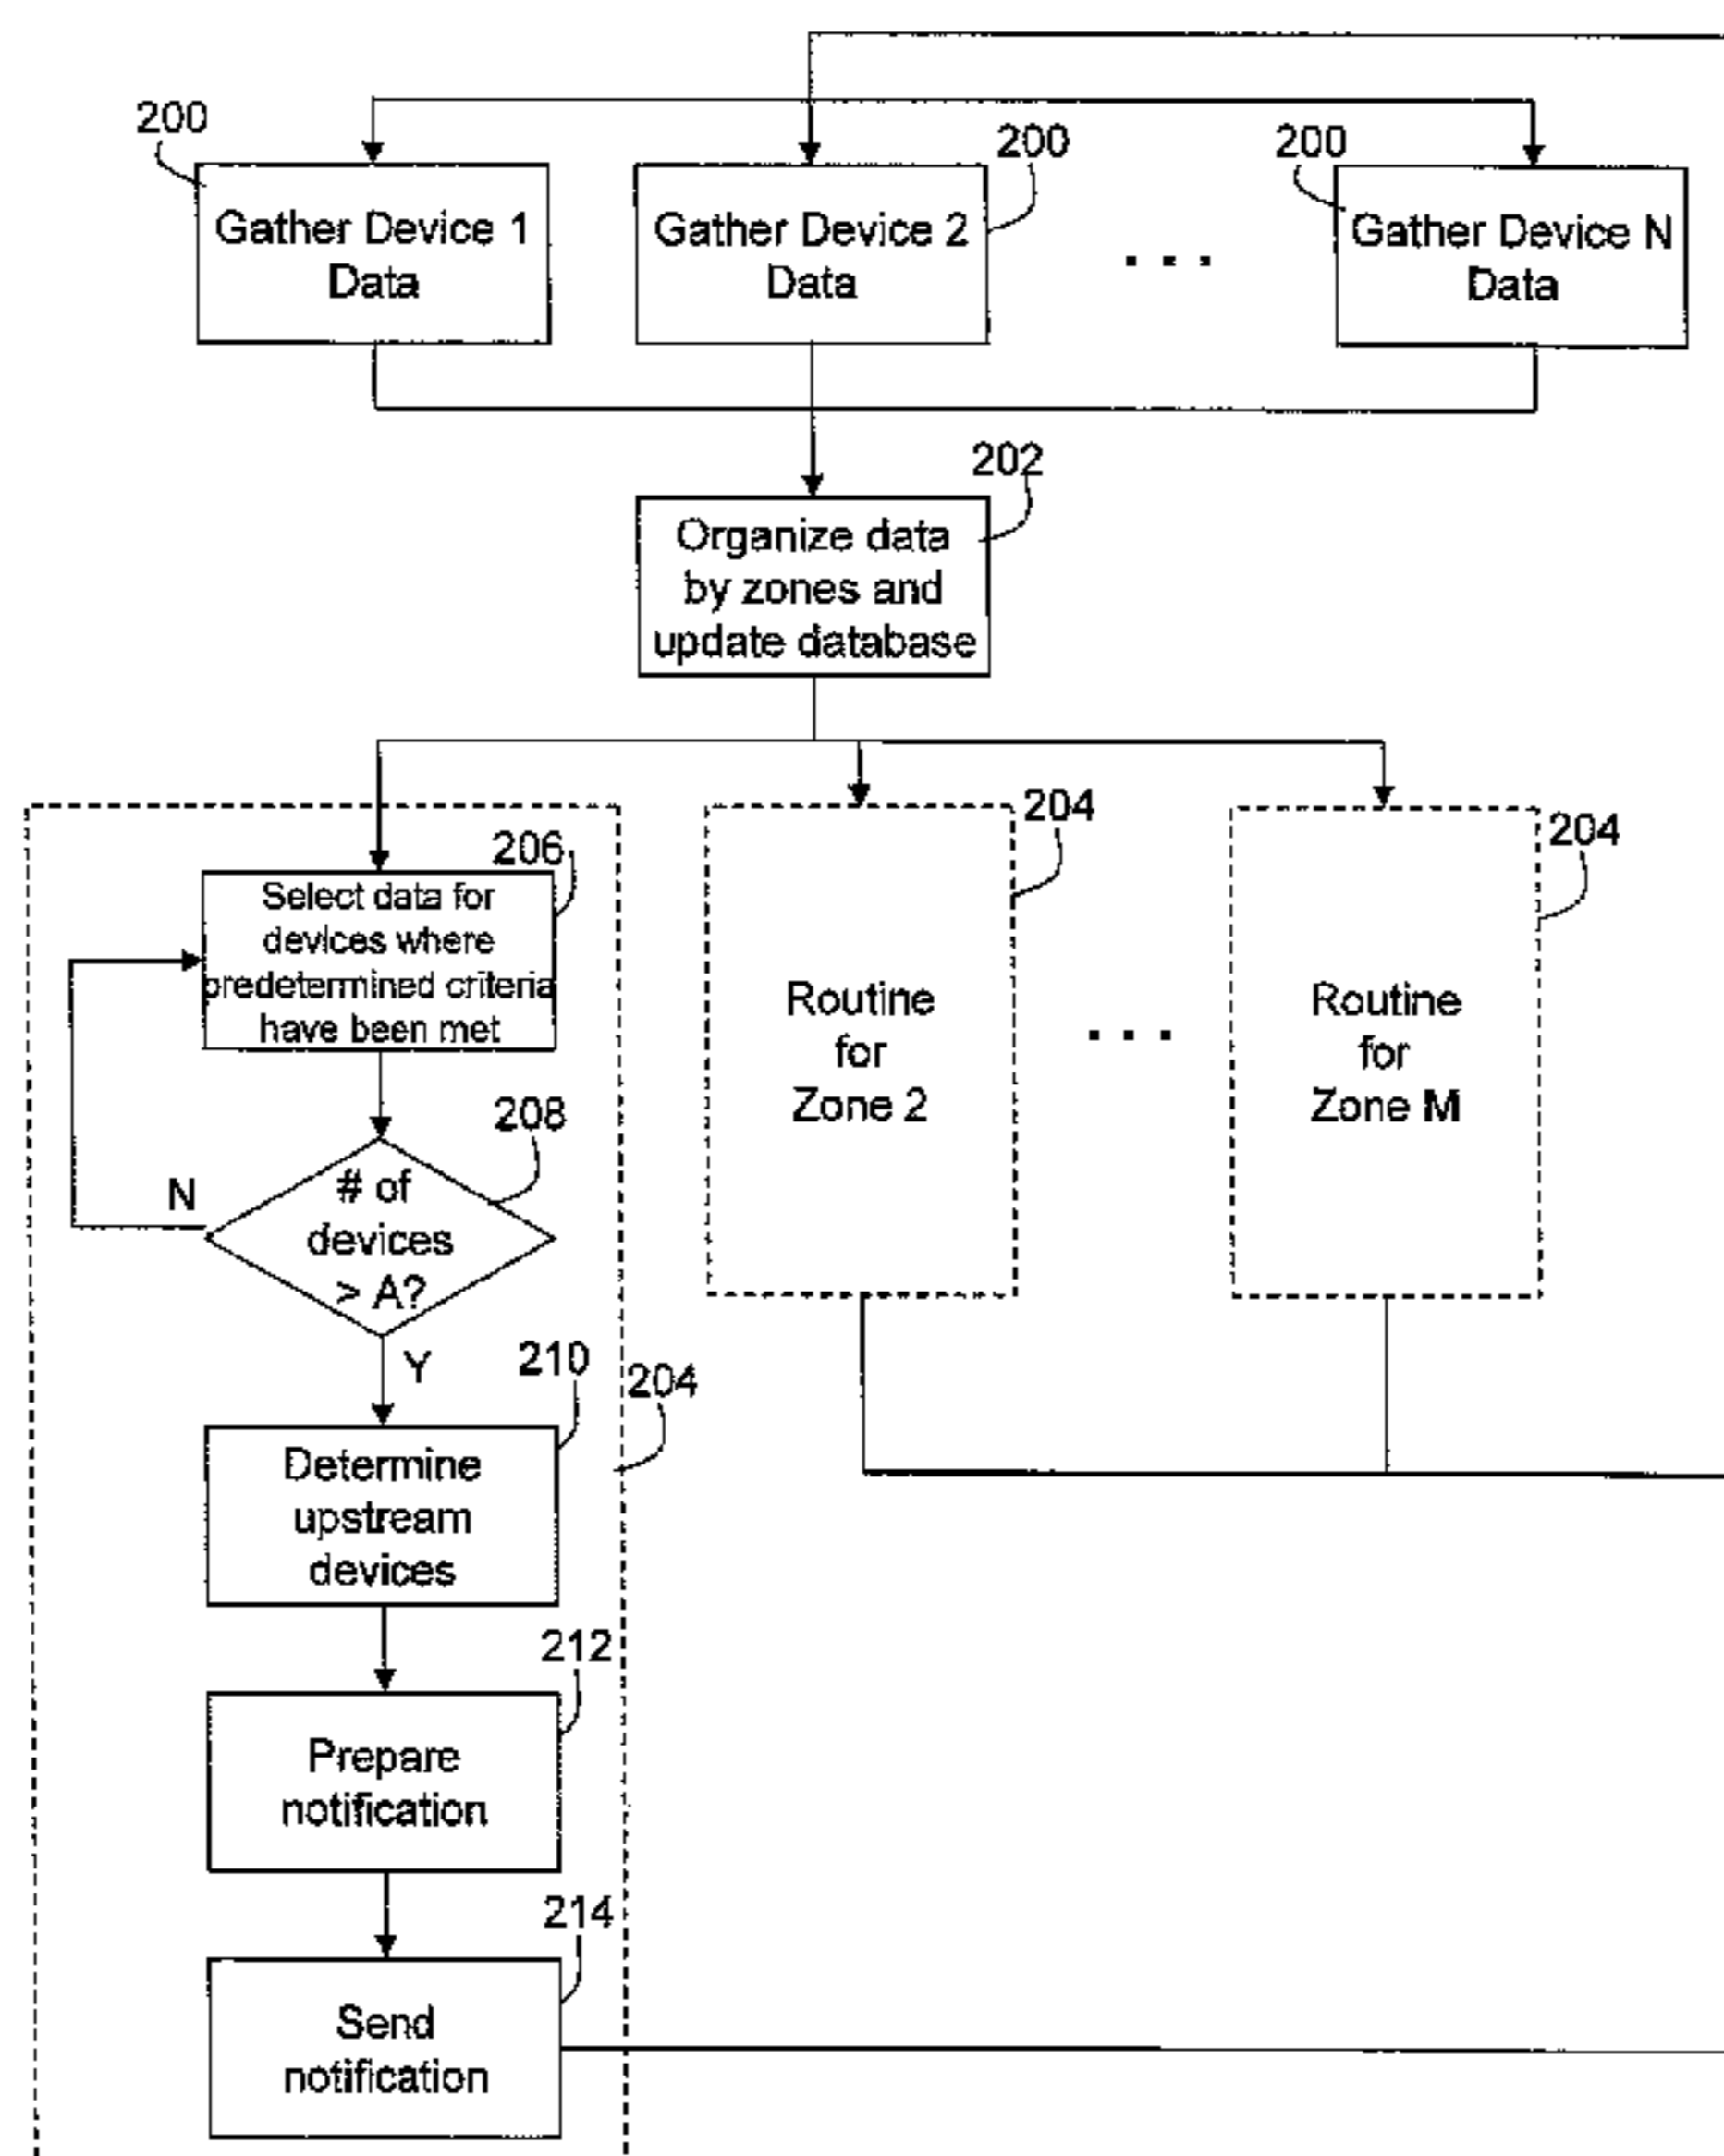 200
Gather Device 1
Data
200
Gather Device 2
Data
. . .
200
Gather Device N
Data
202
Organize data
by zones and
update database
206
Select data for
devices where
predetermined criteria
have been met
208
# of
devices
> A?
N
Y
210
Determine
upstream
devices
204
212
Prepare
notification
214
Send
notification
204
Routine
for
Zone 2
. . .
204
Routine
for
Zone M